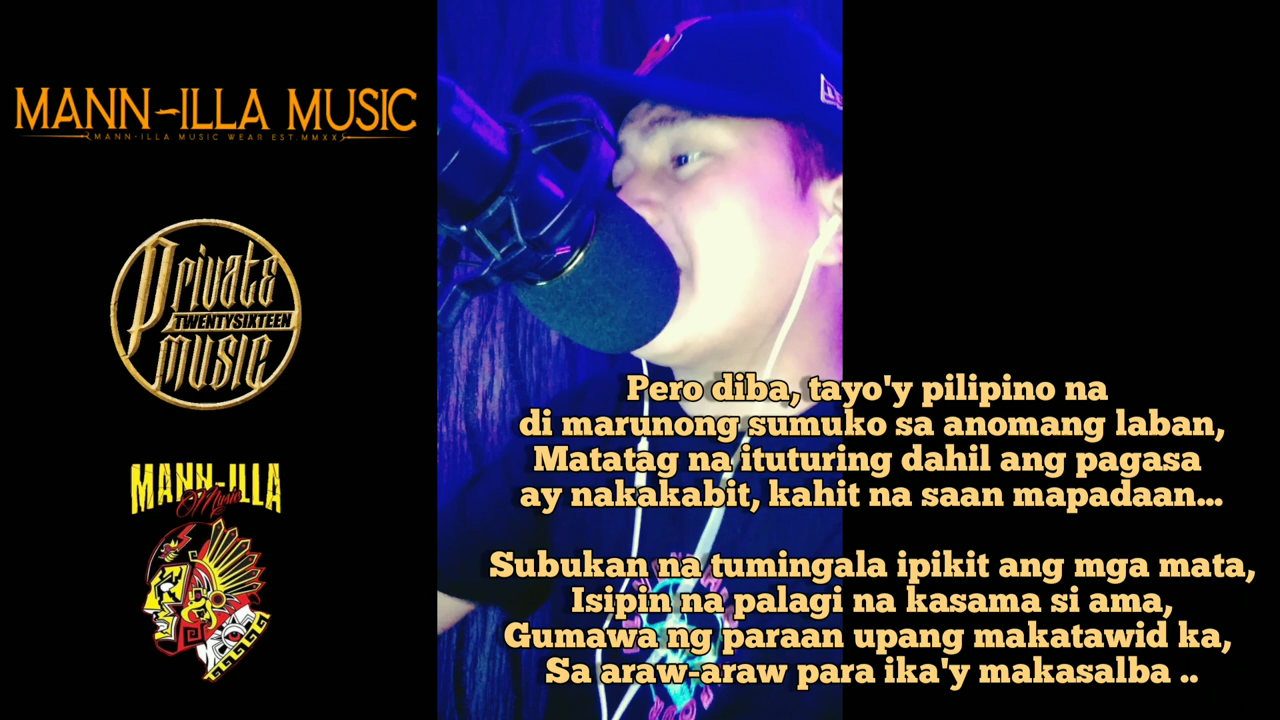 MANN-ILLA MUSIC
MANN-ILLA MUSIC WEAR EST.MMXX
Private
TWENTYSIXTEEN
MUSIC
MANN-ILLA
Music
Pero diba, tayo'y pilipino na
di marunong sumuko sa anomang laban,
Matatag na ituturing dahil ang pagasa
ay nakakabit, kahit na saan mapadaan...
Subukan na tumingala ipikit ang mga mata,
Isipin na palagi na kasama si ama,
Gumawa ng paraan upang makatawid ka,
Sa araw-araw para ika'y makasalba ..